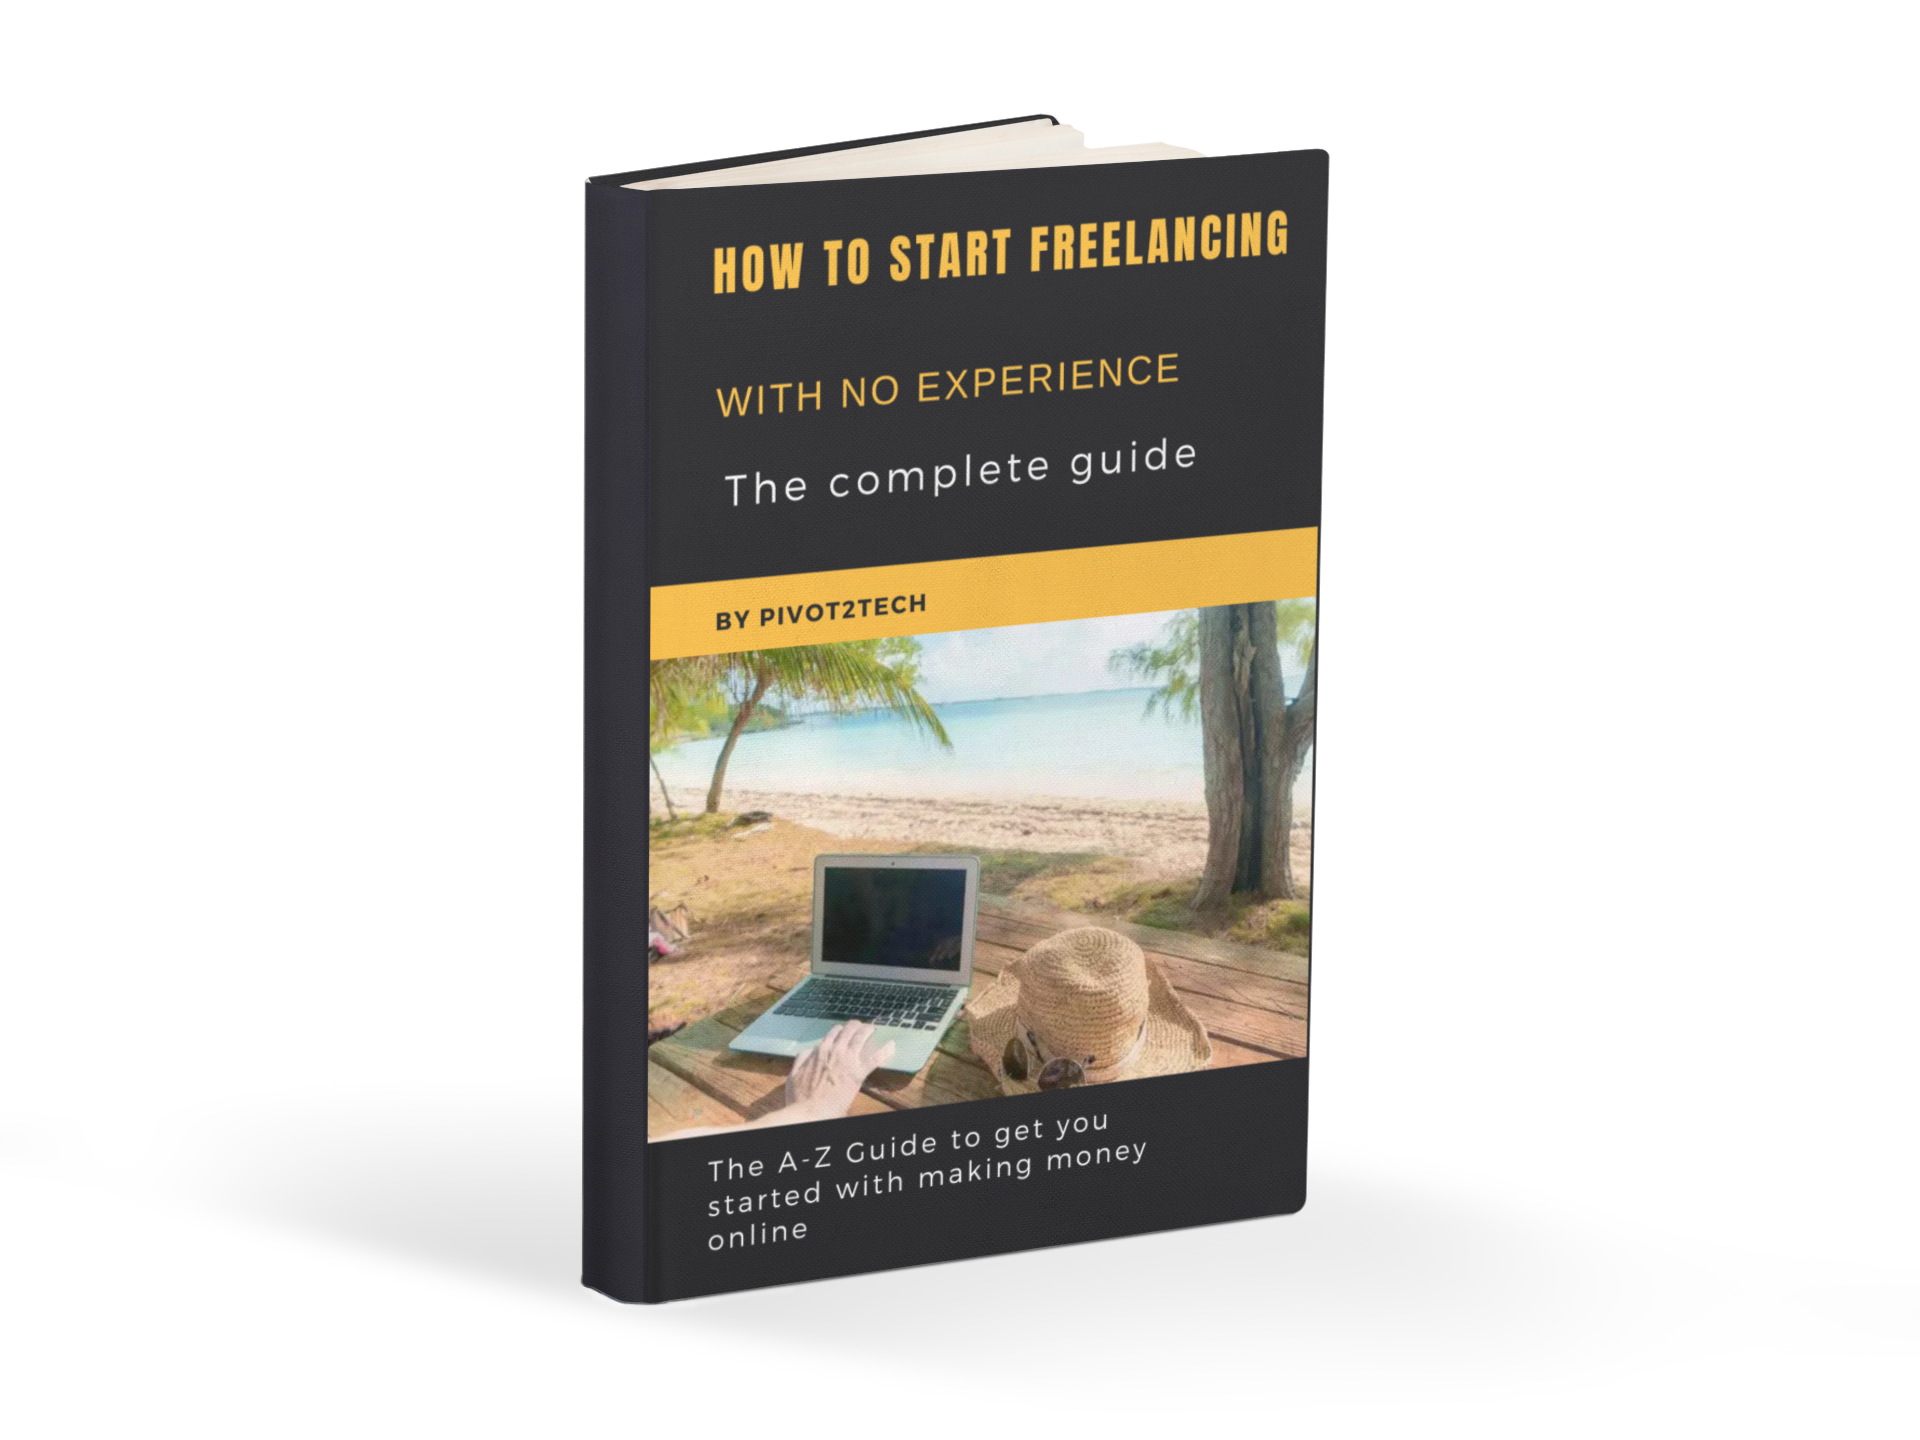 HOW TO START FREELANCING
WITH NO EXPERIENCE
The complete guide
BY PIVOT2TECH
The A-Z Guide to get you
started with making money
online